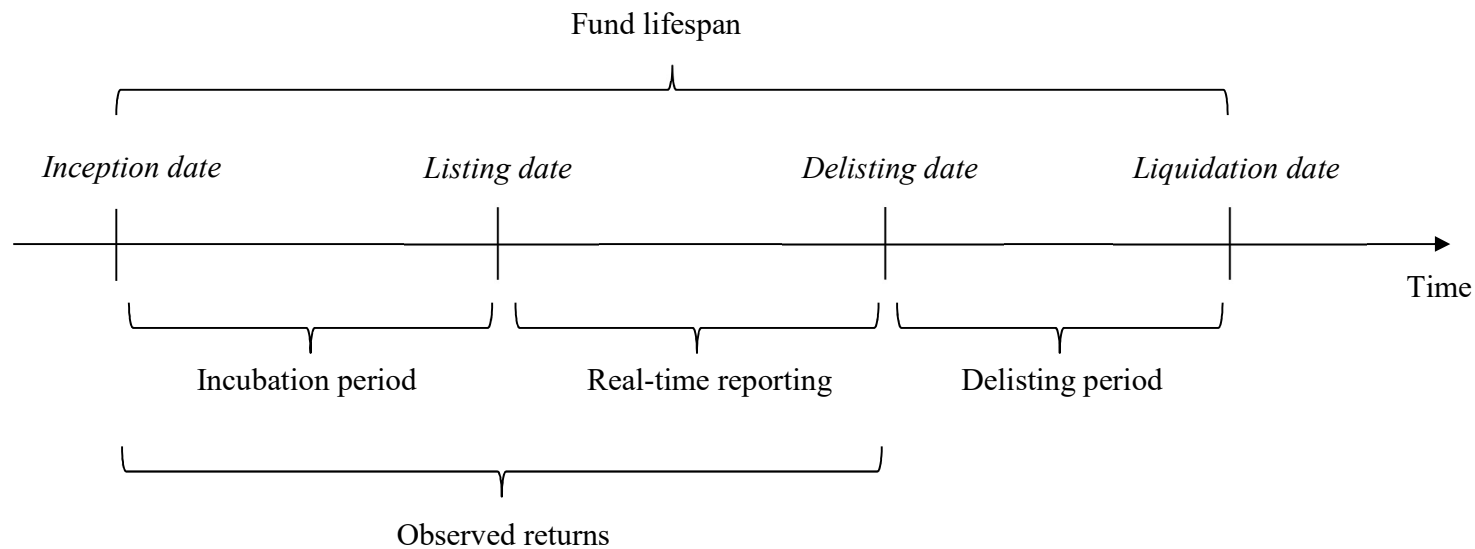 Fund lifespan
Inception date
Listing date
Delisting date
Liquidation date
Time
Incubation period
Real-time reporting
Delisting period
Observed returns